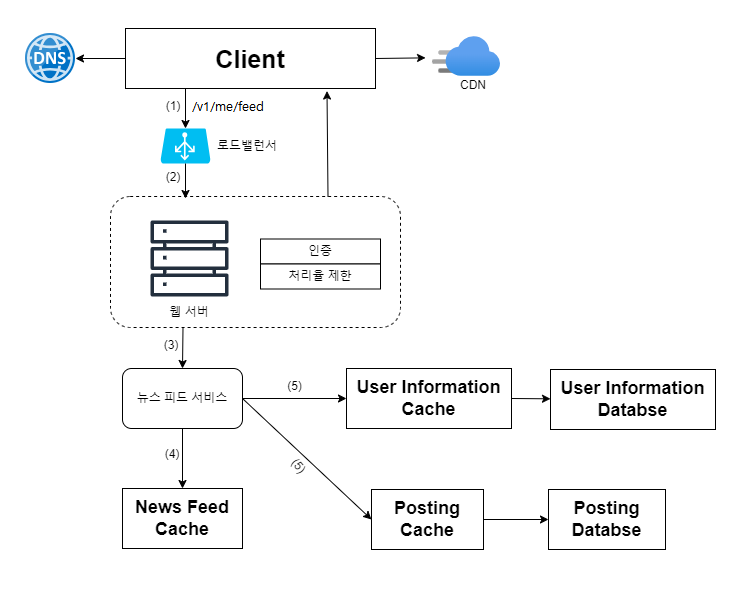 DNS
Client
CDN
(1)
/v1/me/feed
로드밸런서
(2)
인증
처리율 제한
웹 서버
(3)
뉴스 피드 서비스
(5)
User Information
Cache
User Information
Databse
(4)
(5)
News Feed
Cache
Posting
Cache
Posting
Databse